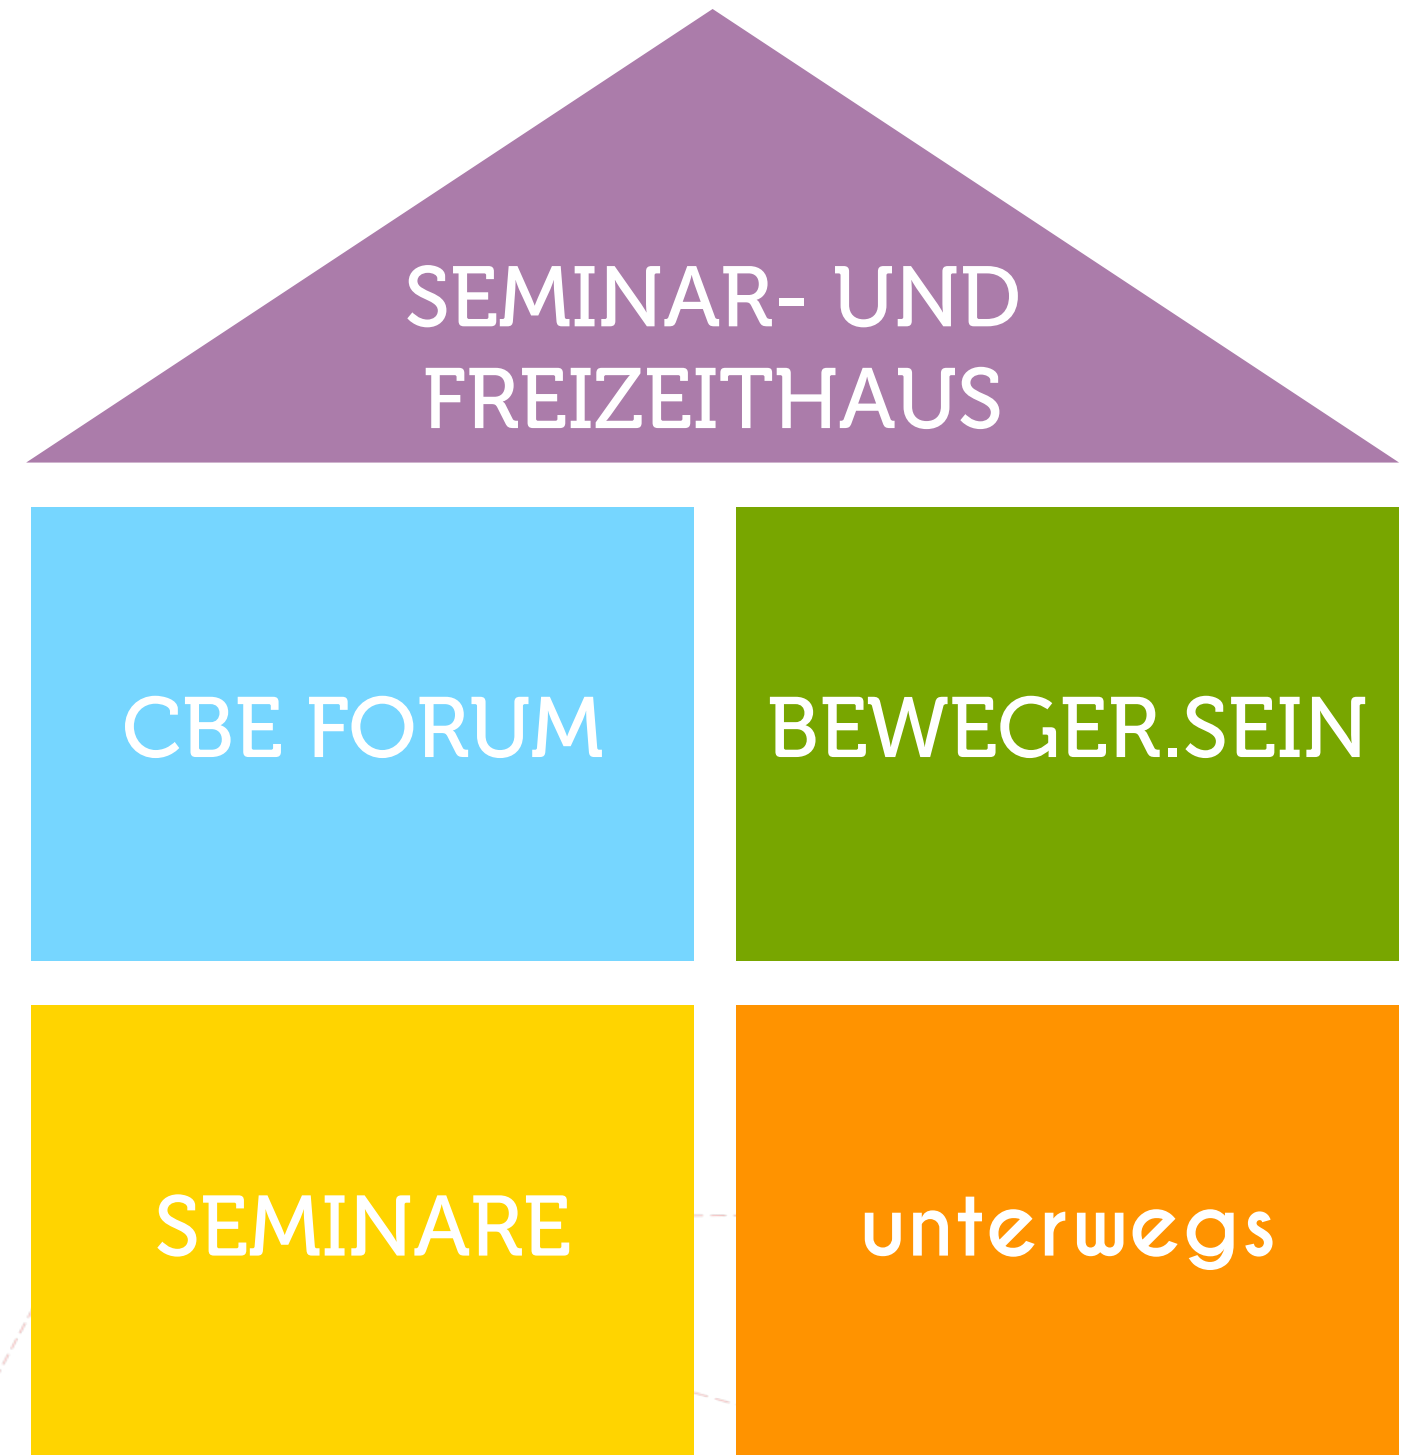 SEMINAR- UND
FREIZEITHAUS
CBE FORUM
BEWEGER.SEIN
SEMINARE
unterwegs